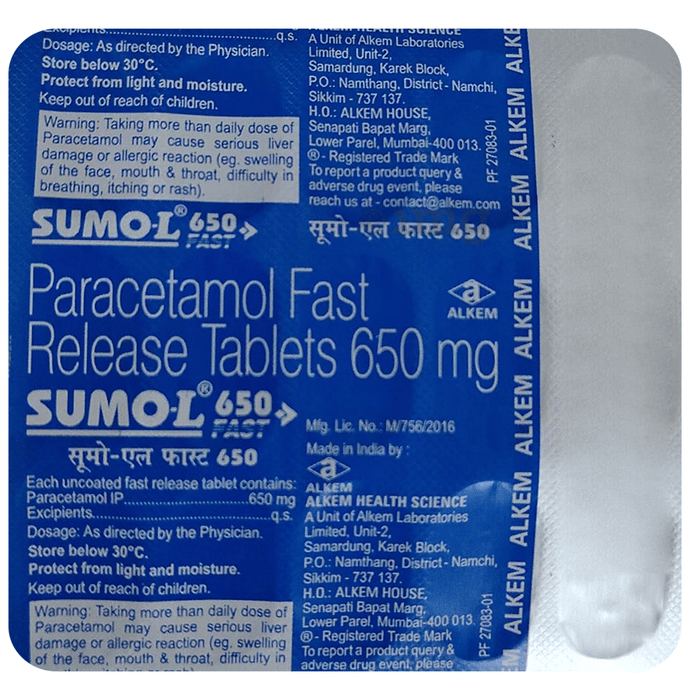 Excipients..............................q.s.
Dosage: As directed by the Physician.
Store below 30°C.
Protect from light and moisture.
Keep out of reach of children.
Warning: Taking more than daily dose of
Paracetamol may cause serious liver
damage or allergic reaction (eg. swelling
of the face, mouth & throat, difficulty in
breathing, itching or rash).
ALKEM HEALTH SCIENCE
A Unit of Alkem Laboratories
Limited, Unit-2,
Samardung, Karek Block,
P.O.: Namthang, District - Namchi,
Sikkim - 737 137.
H.O.: ALKEM HOUSE,
Senapati Bapat Marg,
Lower Parel, Mumbai-400 013.
® - Registered Trade Mark
To report a product query &
adverse drug event, please
reach us at - contact@alkem.com
PF 27083-01
SUMO-L® 650
FAST
सूमो-एल फास्ट 650
Paracetamol Fast
Release Tablets 650 mg
a
ALKEM
SUMO-L® 650
FAST
सूमो-एल फास्ट 650
Mfg. Lic. No.: M/756/2016
Made in India by :
a
ALKEM
ALKEM HEALTH SCIENCE
A Unit of Alkem Laboratories
Limited, Unit-2,
Samardung, Karek Block,
P.O.: Namthang, District - Namchi,
Sikkim - 737 137.
H.O.: ALKEM HOUSE,
Senapati Bapat Marg,
Lower Parel, Mumbai-400 013.
® - Registered Trade Mark
To report a product query &
adverse drug event, please
PF 27083-01
Each uncoated fast release tablet contains:
Paracetamol IP..............................650 mg
Excipients..............................q.s.
Dosage: As directed by the Physician.
Store below 30°C.
Protect from light and moisture.
Keep out of reach of children.
Warning: Taking more than daily dose of
Paracetamol may cause serious liver
damage or allergic reaction (eg. swelling
of the face, mouth & throat, difficulty in
ALKEM ALKEM ALKEM ALKEM ALKEM ALKEM ALKEM ALKEM